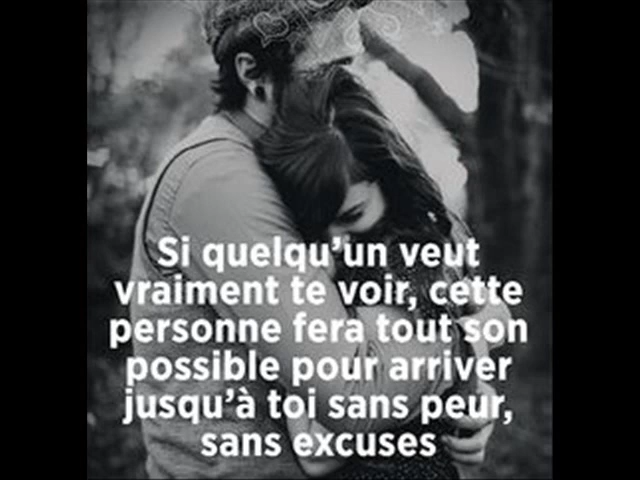 Si quelqu'un veut
vraiment te voir, cette
personne fera tout son
possible pour arriver
jusqu'à toi sans peur,
sans excuses